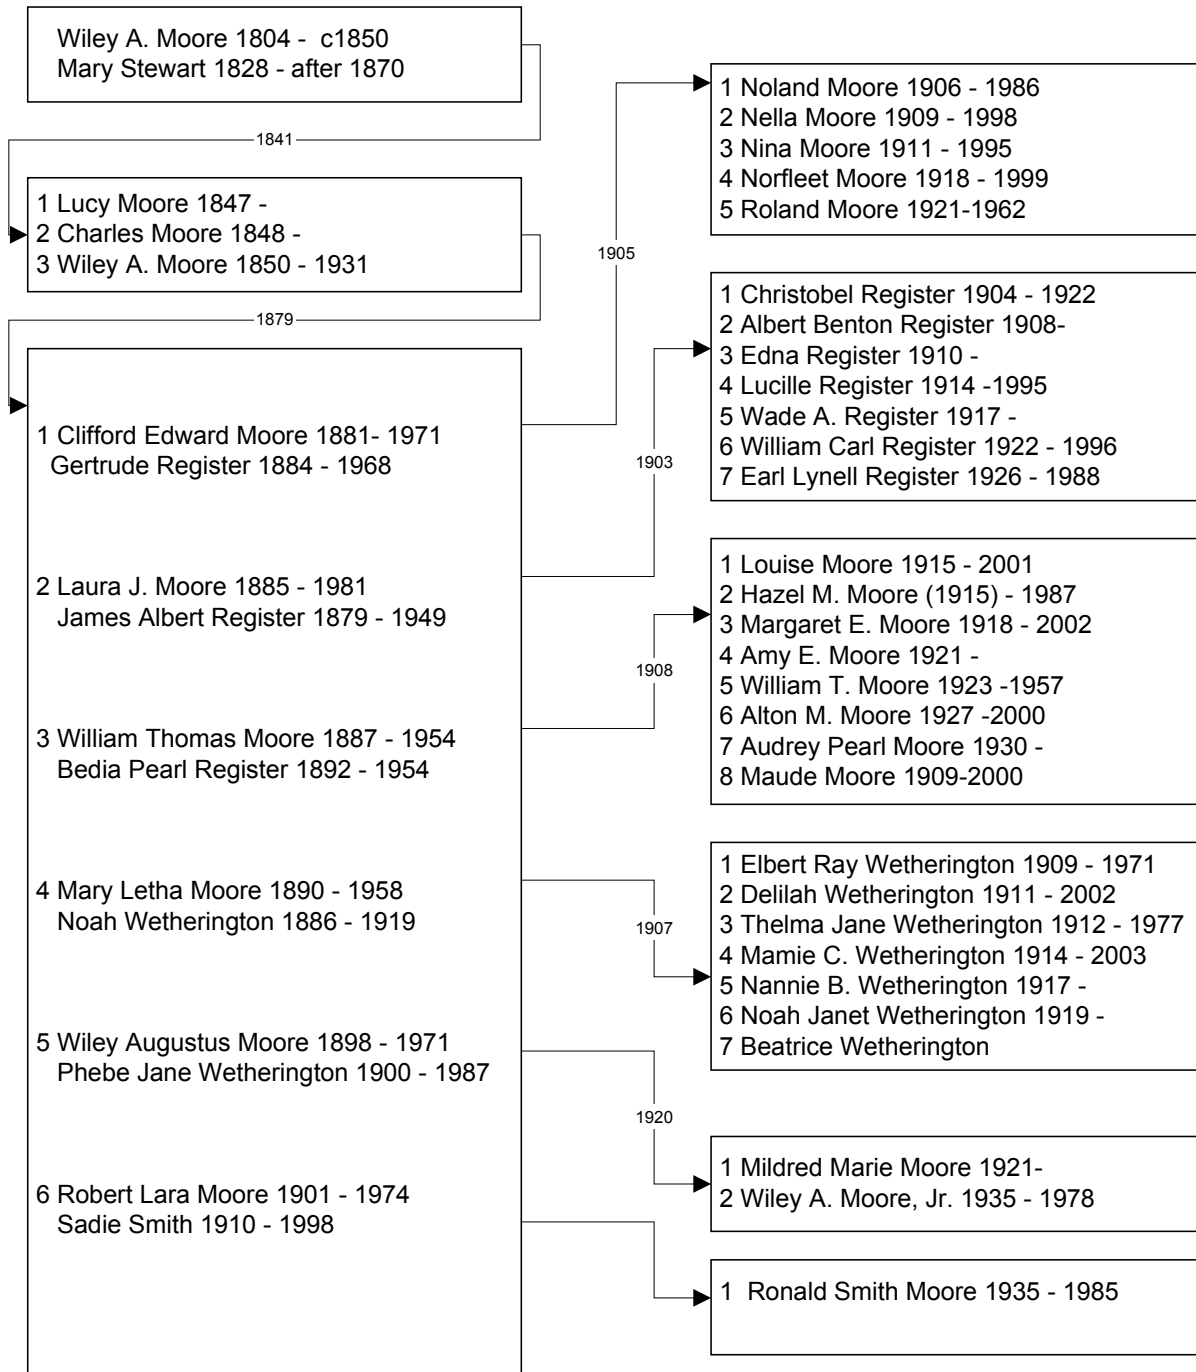 Wiley A. Moore 1804 -  c1850
Mary Stewart 1828 - after 1870
1841
1 Lucy Moore 1847 -
2 Charles Moore 1848 -
3 Wiley A. Moore 1850 - 1931
1879
1 Clifford Edward Moore 1881- 1971
Gertrude Register 1884 - 1968
2 Laura J. Moore 1885 - 1981
James Albert Register 1879 - 1949
3 William Thomas Moore 1887 - 1954
Bedia Pearl Register 1892 - 1954
4 Mary Letha Moore 1890 - 1958
Noah Wetherington 1886 - 1919
5 Wiley Augustus Moore 1898 - 1971
Phebe Jane Wetherington 1900 - 1987
6 Robert Lara Moore 1901 - 1974
Sadie Smith 1910 - 1998
1905
1 Noland Moore 1906 - 1986
2 Nella Moore 1909 - 1998
3 Nina Moore 1911 - 1995
4 Norfleet Moore 1918 - 1999
5 Roland Moore 1921-1962
1903
1 Christobel Register 1904 - 1922
2 Albert Benton Register 1908-
3 Edna Register 1910 -
4 Lucille Register 1914 -1995
5 Wade A. Register 1917 -
6 William Carl Register 1922 - 1996
7 Earl Lynell Register 1926 - 1988
1908
1 Louise Moore 1915 - 2001
2 Hazel M. Moore (1915) - 1987
3 Margaret E. Moore 1918 - 2002
4 Amy E. Moore 1921 -
5 William T. Moore 1923 -1957
6 Alton M. Moore 1927 -2000
7 Audrey Pearl Moore 1930 -
8 Maude Moore 1909-2000
1907
1 Elbert Ray Wetherington 1909 - 1971
2 Delilah Wetherington 1911 - 2002
3 Thelma Jane Wetherington 1912 - 1977
4 Mamie C. Wetherington 1914 - 2003
5 Nannie B. Wetherington 1917 -
6 Noah Janet Wetherington 1919 -
7 Beatrice Wetherington
1920
1 Mildred Marie Moore 1921-
2 Wiley A. Moore, Jr. 1935 - 1978
1  Ronald Smith Moore 1935 - 1985